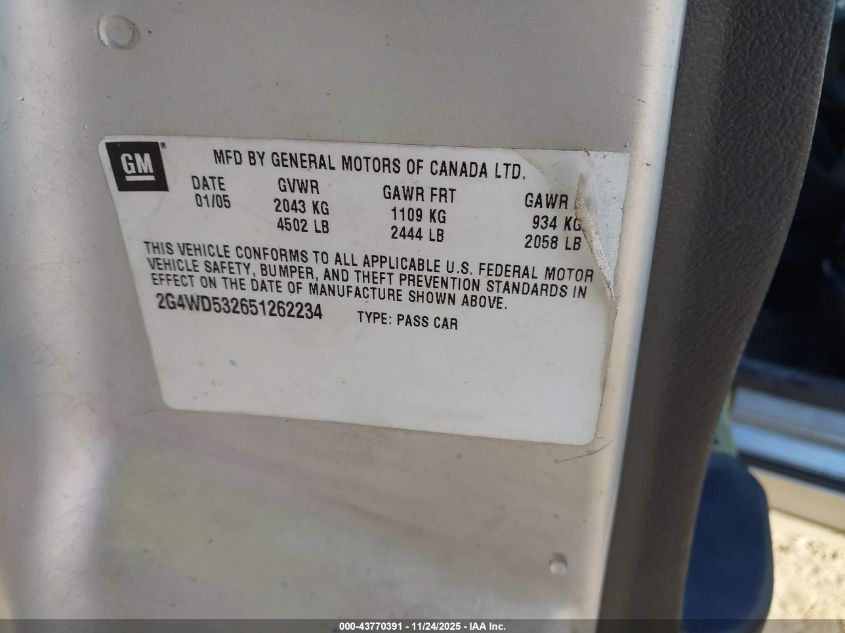 GM ®
MFD BY GENERAL MOTORS OF CANADA LTD.
DATE GVWR GAWR FRT GAWR
01/05 2043 KG 1109 KG 934 KG
4502 LB 2444 LB 2058 LB
THIS VEHICLE CONFORMS TO ALL APPLICABLE U.S. FEDERAL MOTOR
VEHICLE SAFETY, BUMPER, AND THEFT PREVENTION STANDARDS IN
EFFECT ON THE DATE OF MANUFACTURE SHOWN ABOVE.
2G4WD532651262234 TYPE: PASS CAR
000-43770391 - 11/24/2025 - IAA Inc.